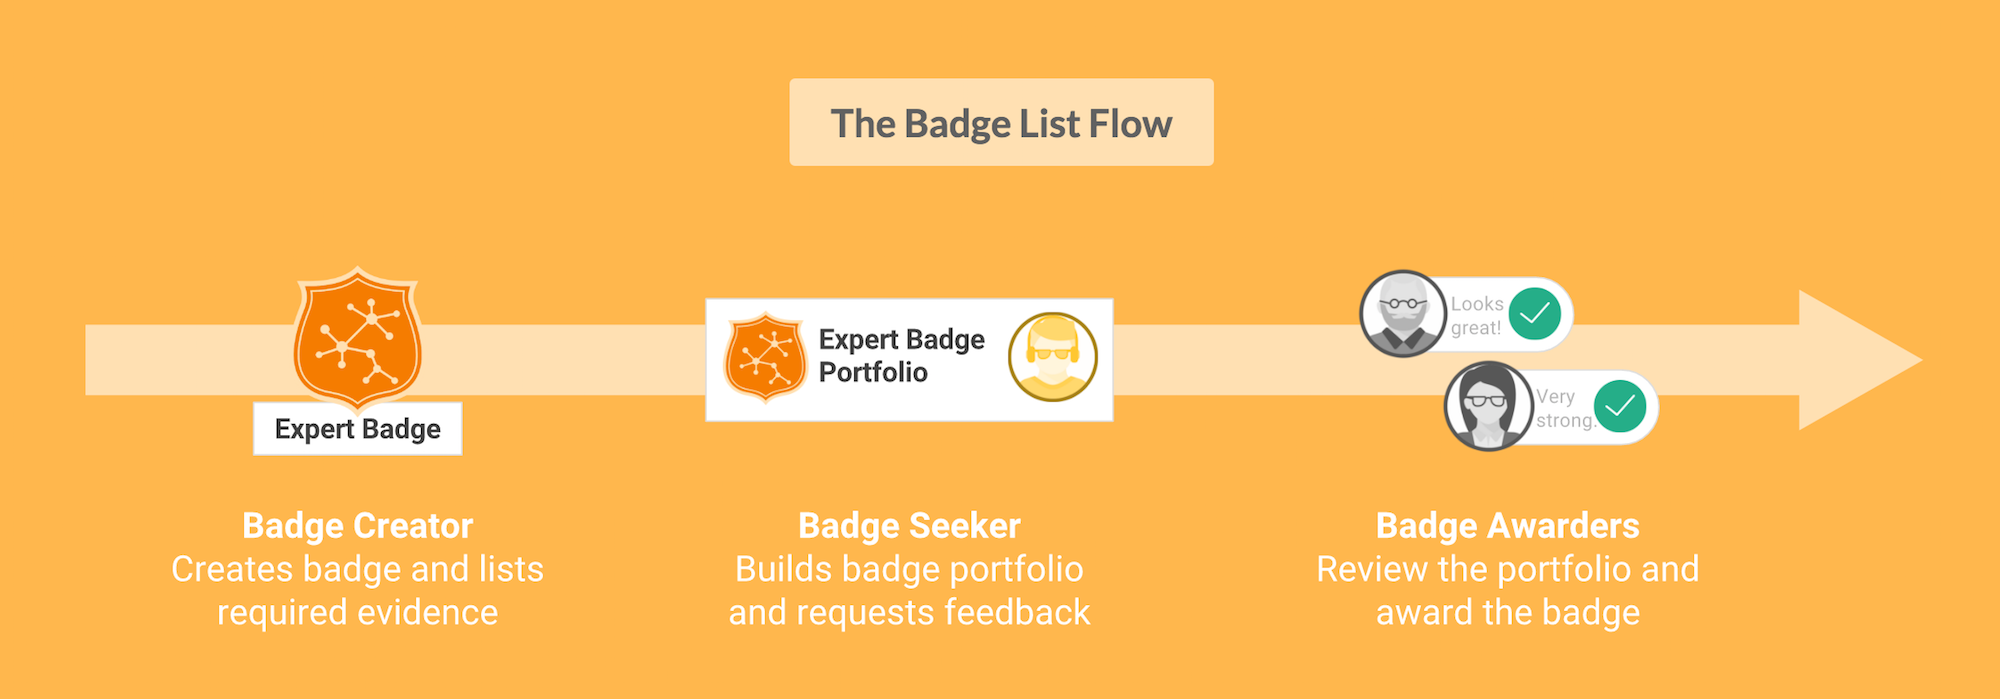 The Badge List Flow
Expert Badge
Expert Badge
Portfolio
Looks
great!
Very
strong.
Badge Creator
Creates badge and lists
required evidence
Badge Seeker
Builds badge portfolio
and requests feedback
Badge Awarders
Review the portfolio and
award the badge